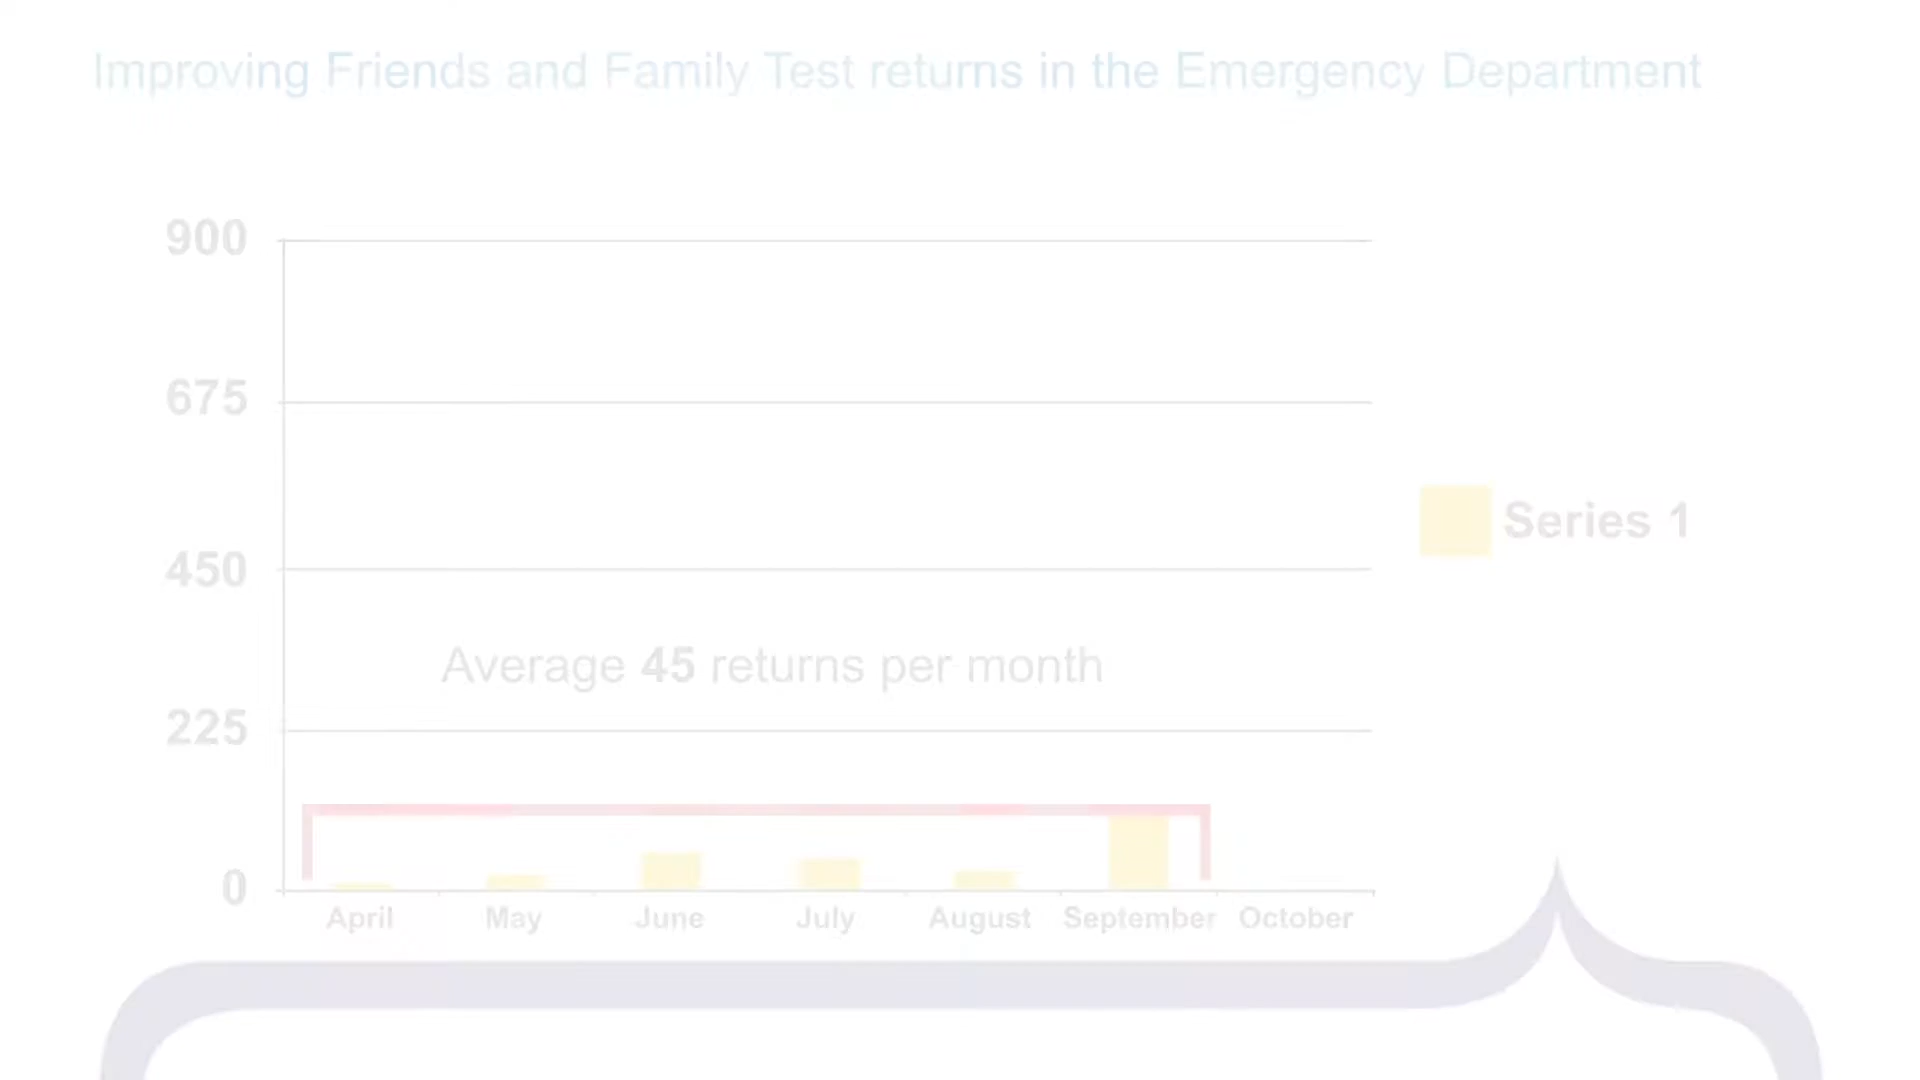 Improving Friends and Family Test returns in the Emergency Department
900
675
450
225
0
Average 45 returns per month
Series 1
April May June July August September October